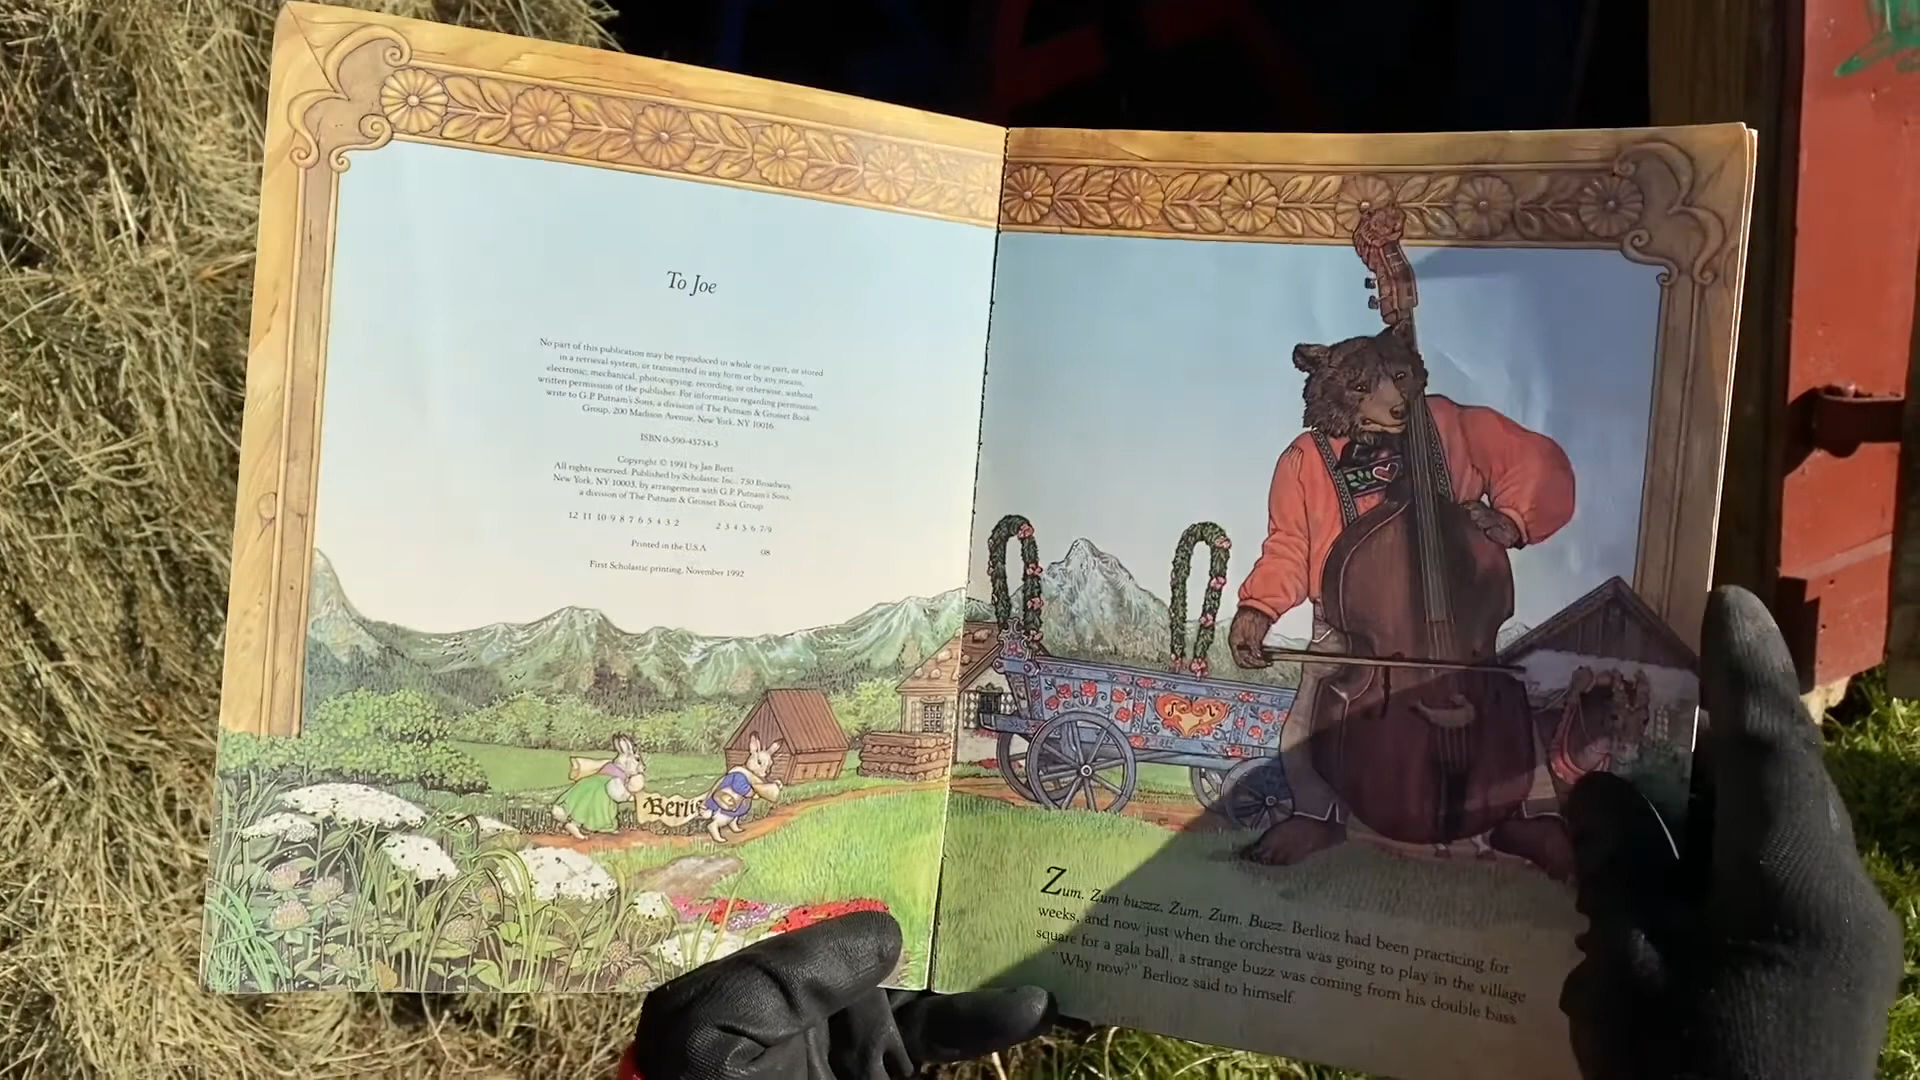 To Joe
No part of this publication may be reproduced in whole or in part, or stored
in a retrieval system, or transmitted in any form or by any means,
electronic, mechanical, photocopying, recording, or otherwise, without
written permission of the publisher. For information regarding permission,
write to G.P. Putnam's Sons, a division of The Putnam & Grosset Book
Group, 200 Madison Avenue, New York, NY 10016.
ISBN 0-590-45754-3
Copyright © 1991 by Jan Brett.
All rights reserved. Published by Scholastic Inc., 730 Broadway,
New York, NY 10003, by arrangement with G.P. Putnam's Sons,
a division of The Putnam & Grosset Book Group
12 11 10 9 8 7 6 5 4 3 2 2 3 4 5 6 7/9
Printed in the U.S.A. 08
First Scholastic printing, November 1992
Berli
Zum. Zum buzzz. Zum. Zum. Buzz. Berlioz had been practicing for
weeks, and now just when the orchestra was going to play in the village
square for a gala ball, a strange buzz was coming from his double bass
"Why now?" Berlioz said to himself.